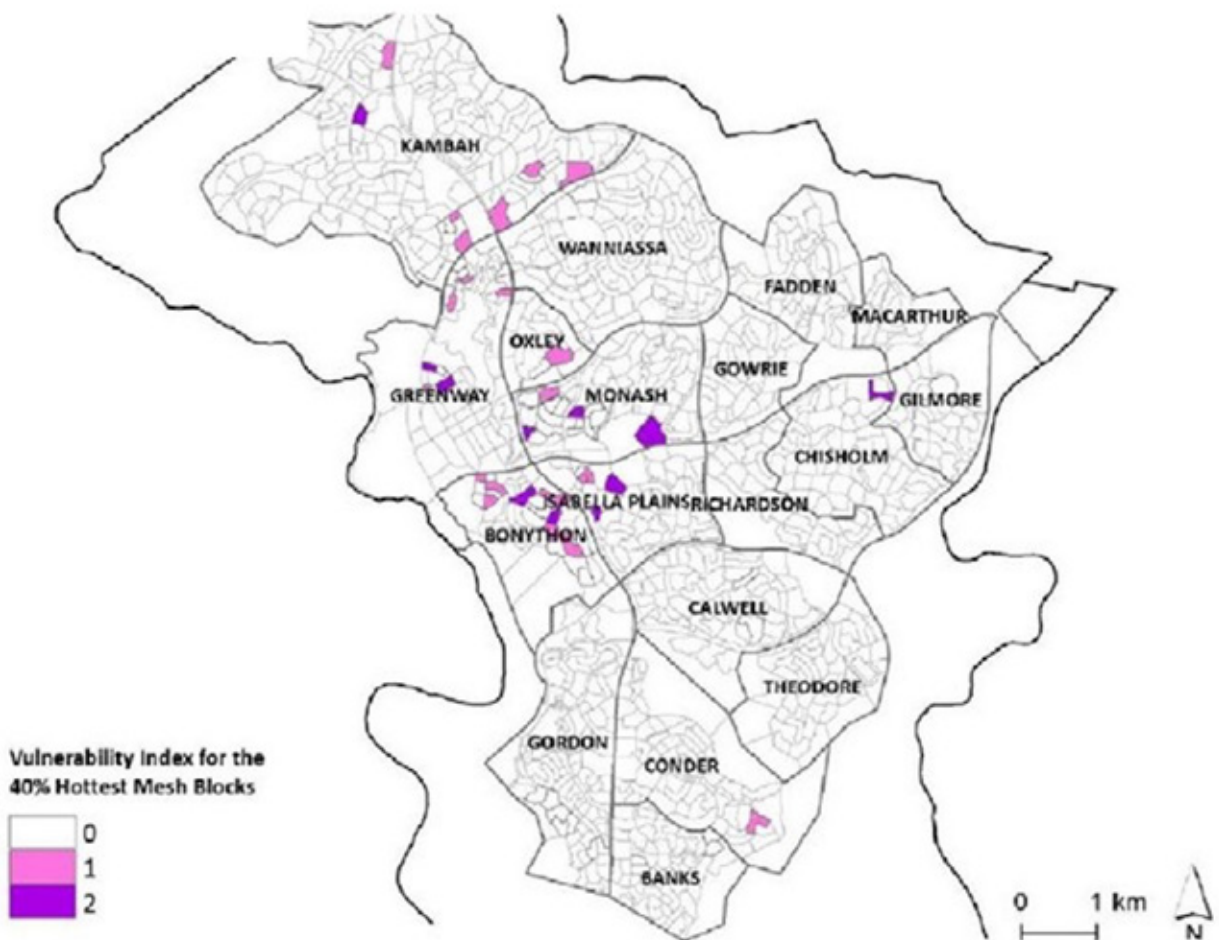 KAMBAH
WANNIASSA
FADDEN
MACARTHUR
OXLEY
GOWRIE
GREENWAY
MONASH
GILMORE
CHISHOLM
ISABELLA PLAINS
RICHARDSON
BONYTHON
CALWELL
THEODORE
GORDON
CONDER
BANKS
Vulnerability Index for the
40% Hottest Mesh Blocks
0
1
2
0 1 km
N